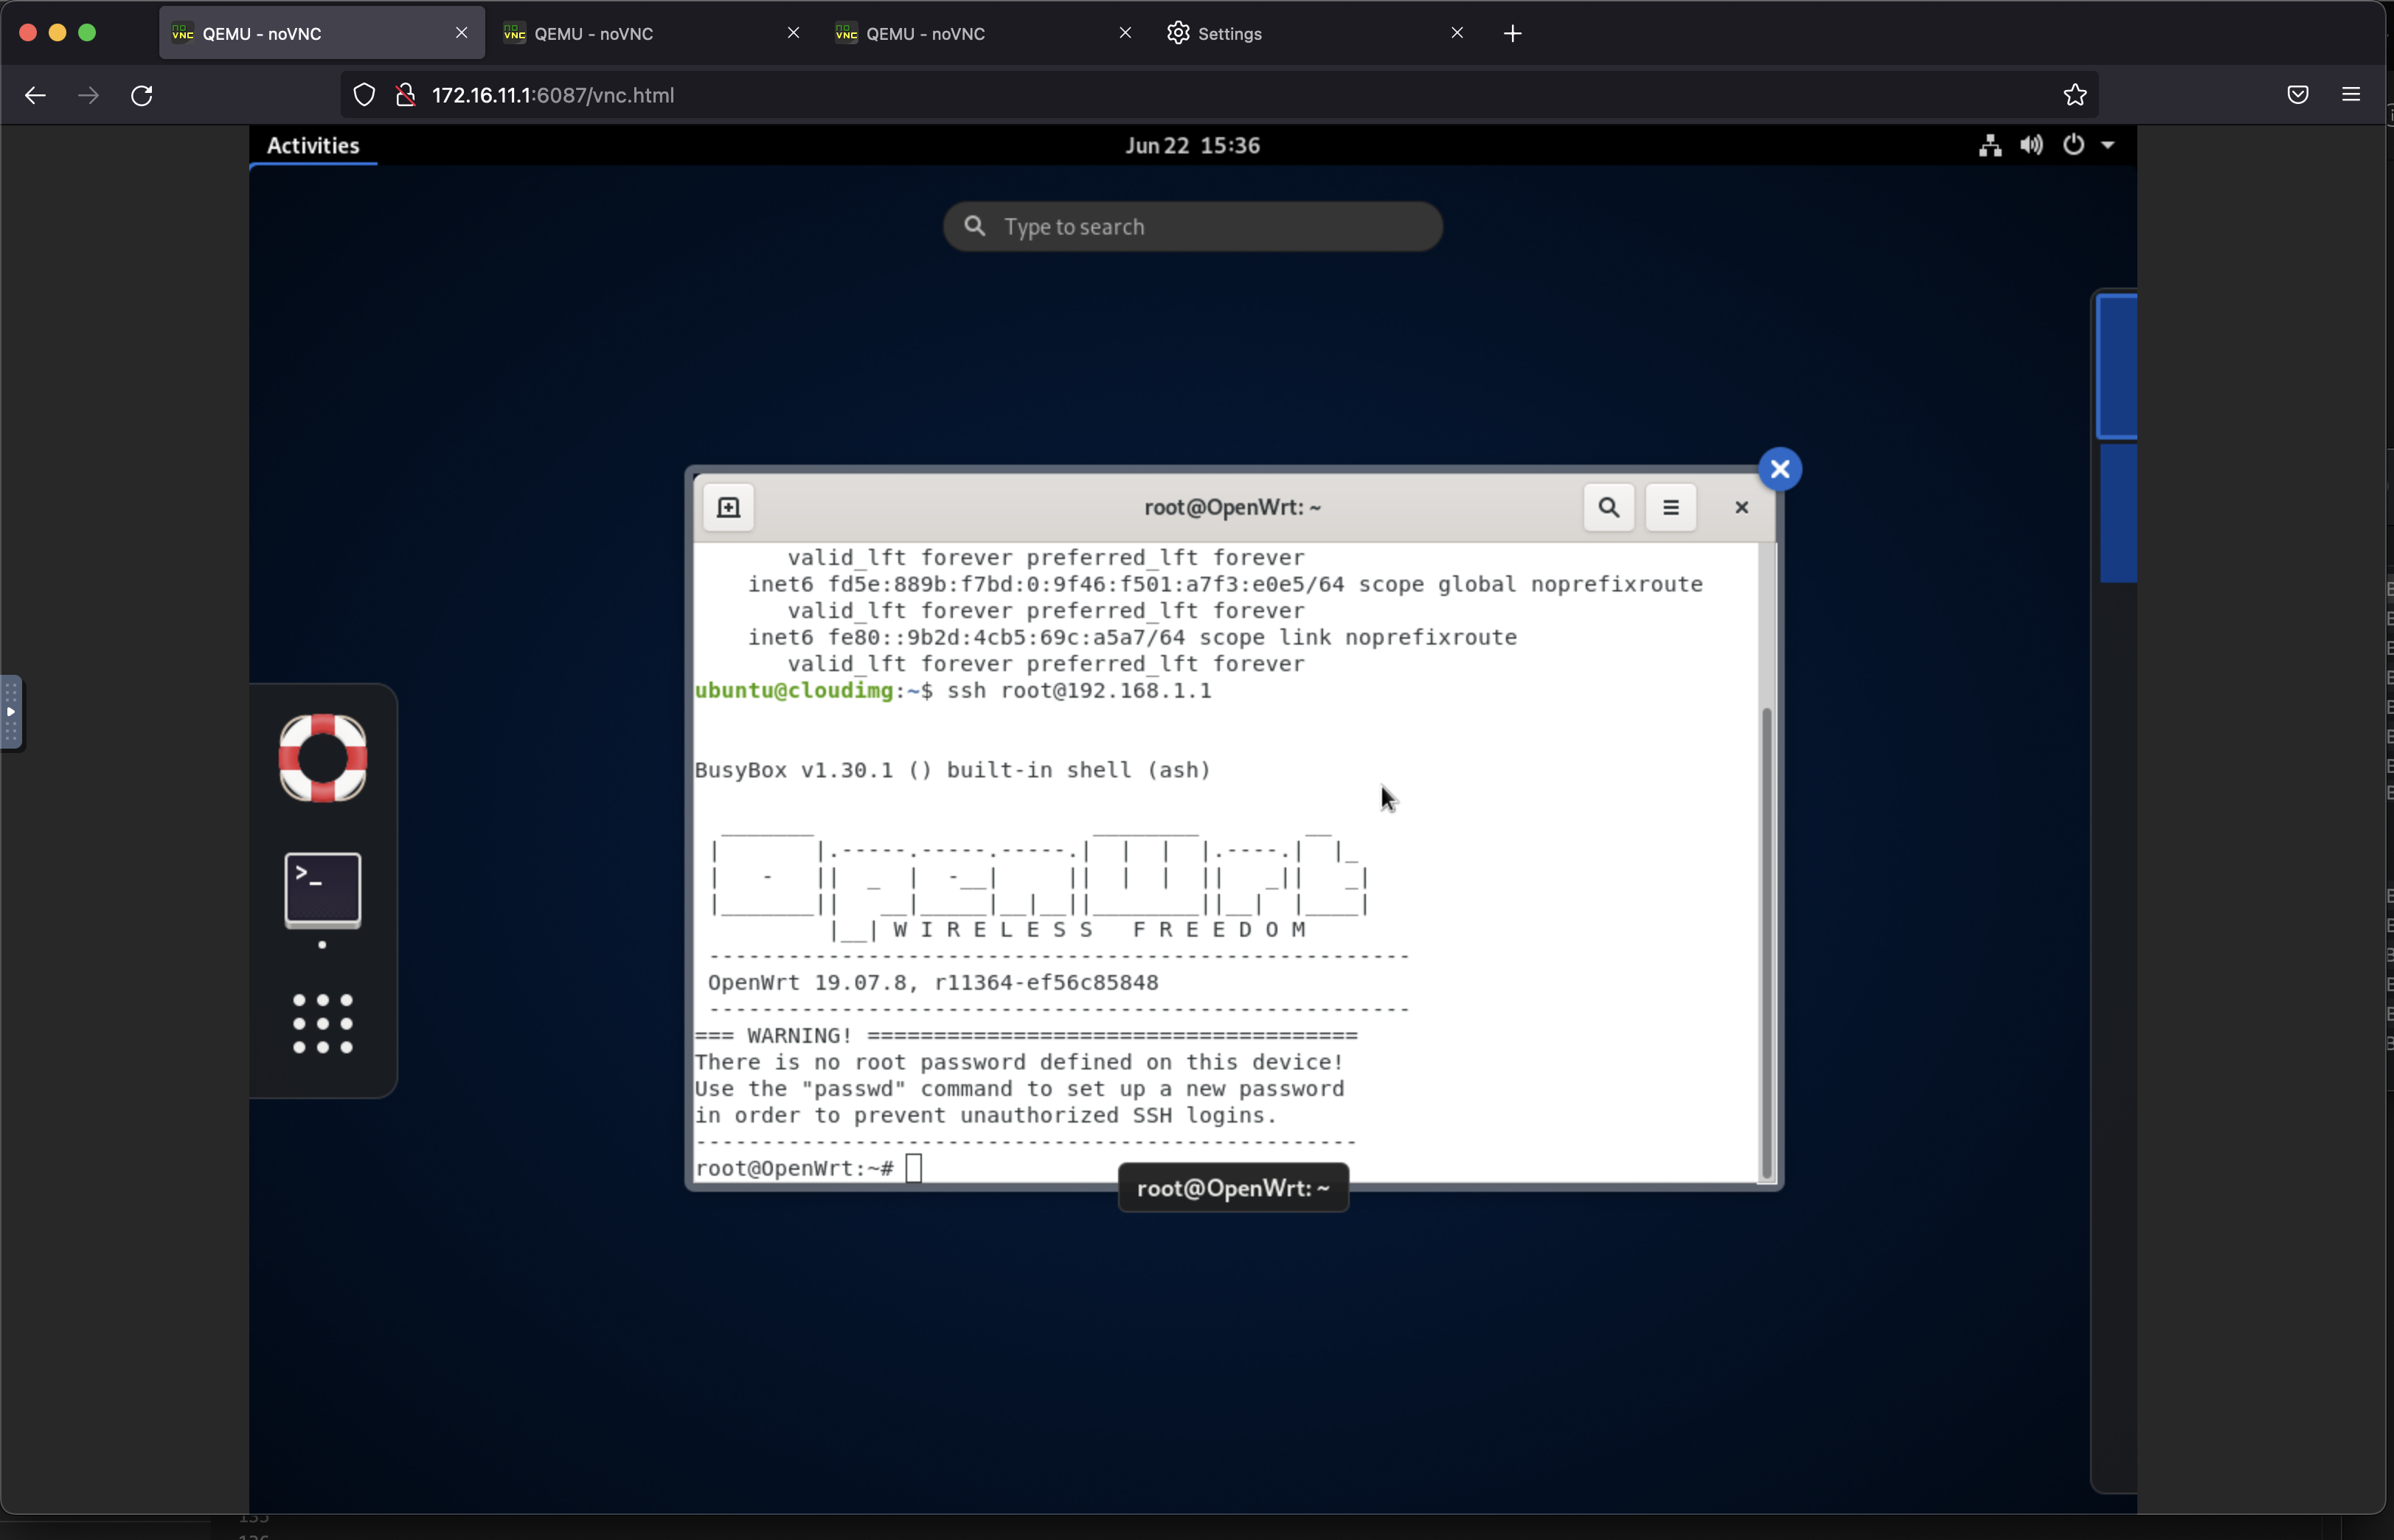 QEMU - noVNC
QEMU - noVNC
QEMU - noVNC
Settings
172.16.11.1:6087/vnc.html
Activities
Jun 22 15:36
Type to search
root@OpenWrt: ~
valid_lft forever preferred_lft forever
inet6 fd5e:889b:f7bd:0:9f46:f501:a7f3:e0e5/64 scope global noprefixroute
valid_lft forever preferred_lft forever
inet6 fe80::9b2d:4cb5:69c:a5a7/64 scope link noprefixroute
valid_lft forever preferred_lft forever
ubuntu@cloudimg:~$ ssh root@192.168.1.1
BusyBox v1.30.1 () built-in shell (ash)
OpenWrt
W I R E L E S S   F R E E D O M
-----------------------------------------------------
OpenWrt 19.07.8, r11364-ef56c85848
-----------------------------------------------------
=== WARNING! =====================================
There is no root password defined on this device!
Use the "passwd" command to set up a new password
in order to prevent unauthorized SSH logins.
--------------------------------------------------
root@OpenWrt:~#
root@OpenWrt: ~